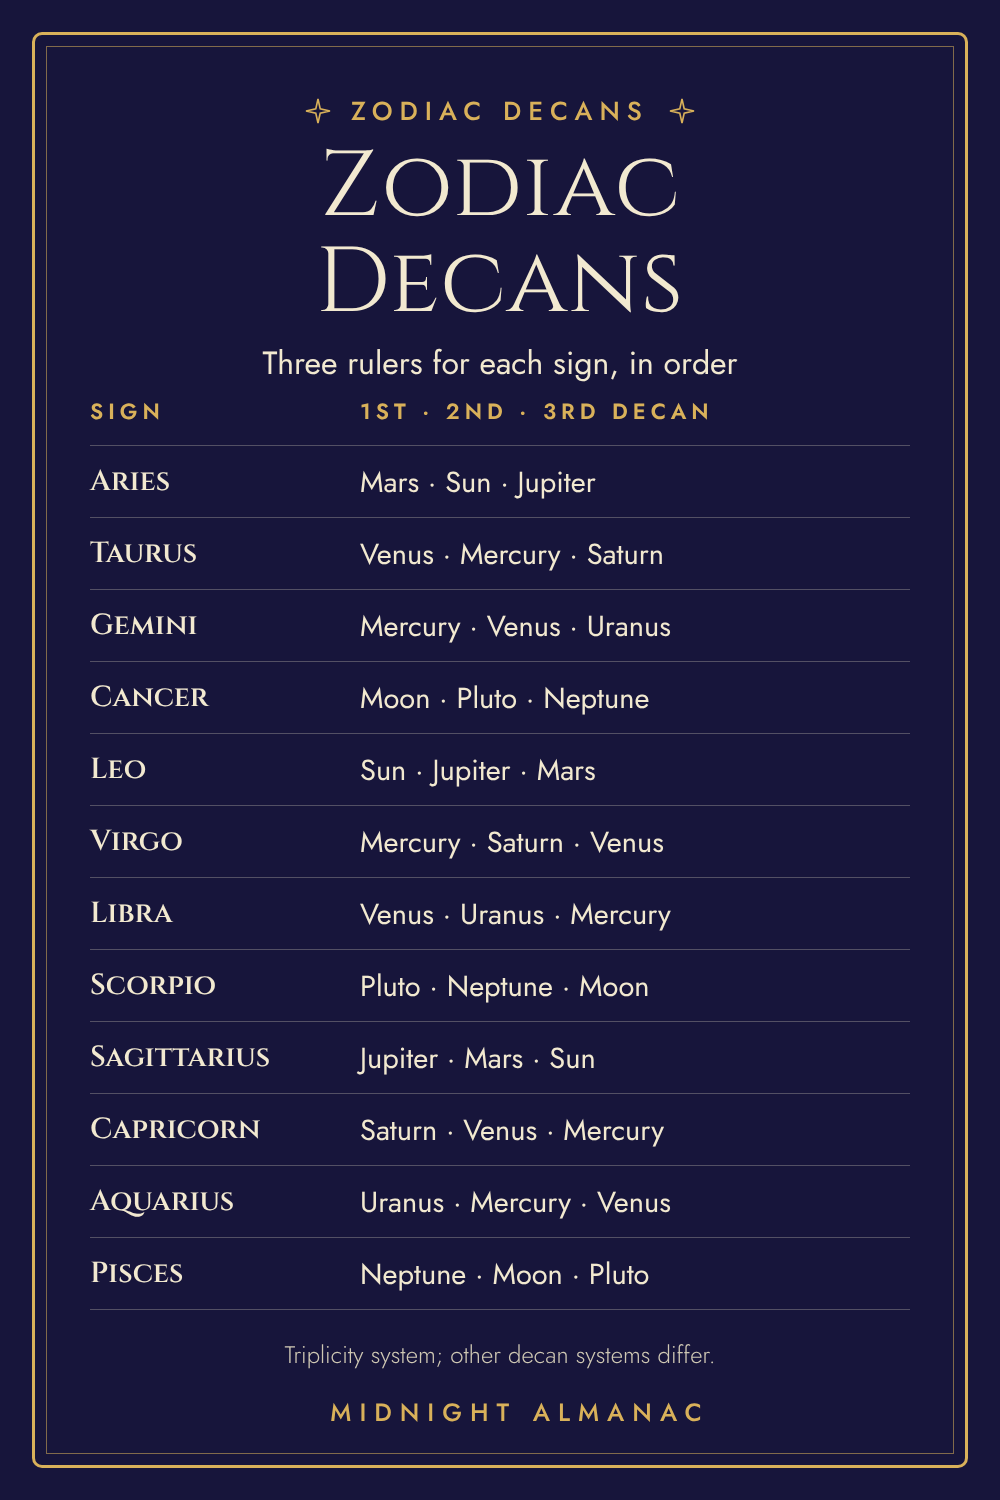 ZODIAC DECANS
ZODIAC
DECANS
Three rulers for each sign, in order
SIGN 1ST · 2ND · 3RD DECAN
ARIES Mars · Sun · Jupiter
TAURUS Venus · Mercury · Saturn
GEMINI Mercury · Venus · Uranus
CANCER Moon · Pluto · Neptune
LEO Sun · Jupiter · Mars
VIRGO Mercury · Saturn · Venus
LIBRA Venus · Uranus · Mercury
SCORPIO Pluto · Neptune · Moon
SAGITTARIUS Jupiter · Mars · Sun
CAPRICORN Saturn · Venus · Mercury
AQUARIUS Uranus · Mercury · Venus
PISCES Neptune · Moon · Pluto
Triplicity system; other decan systems differ.
MIDNIGHT ALMANAC